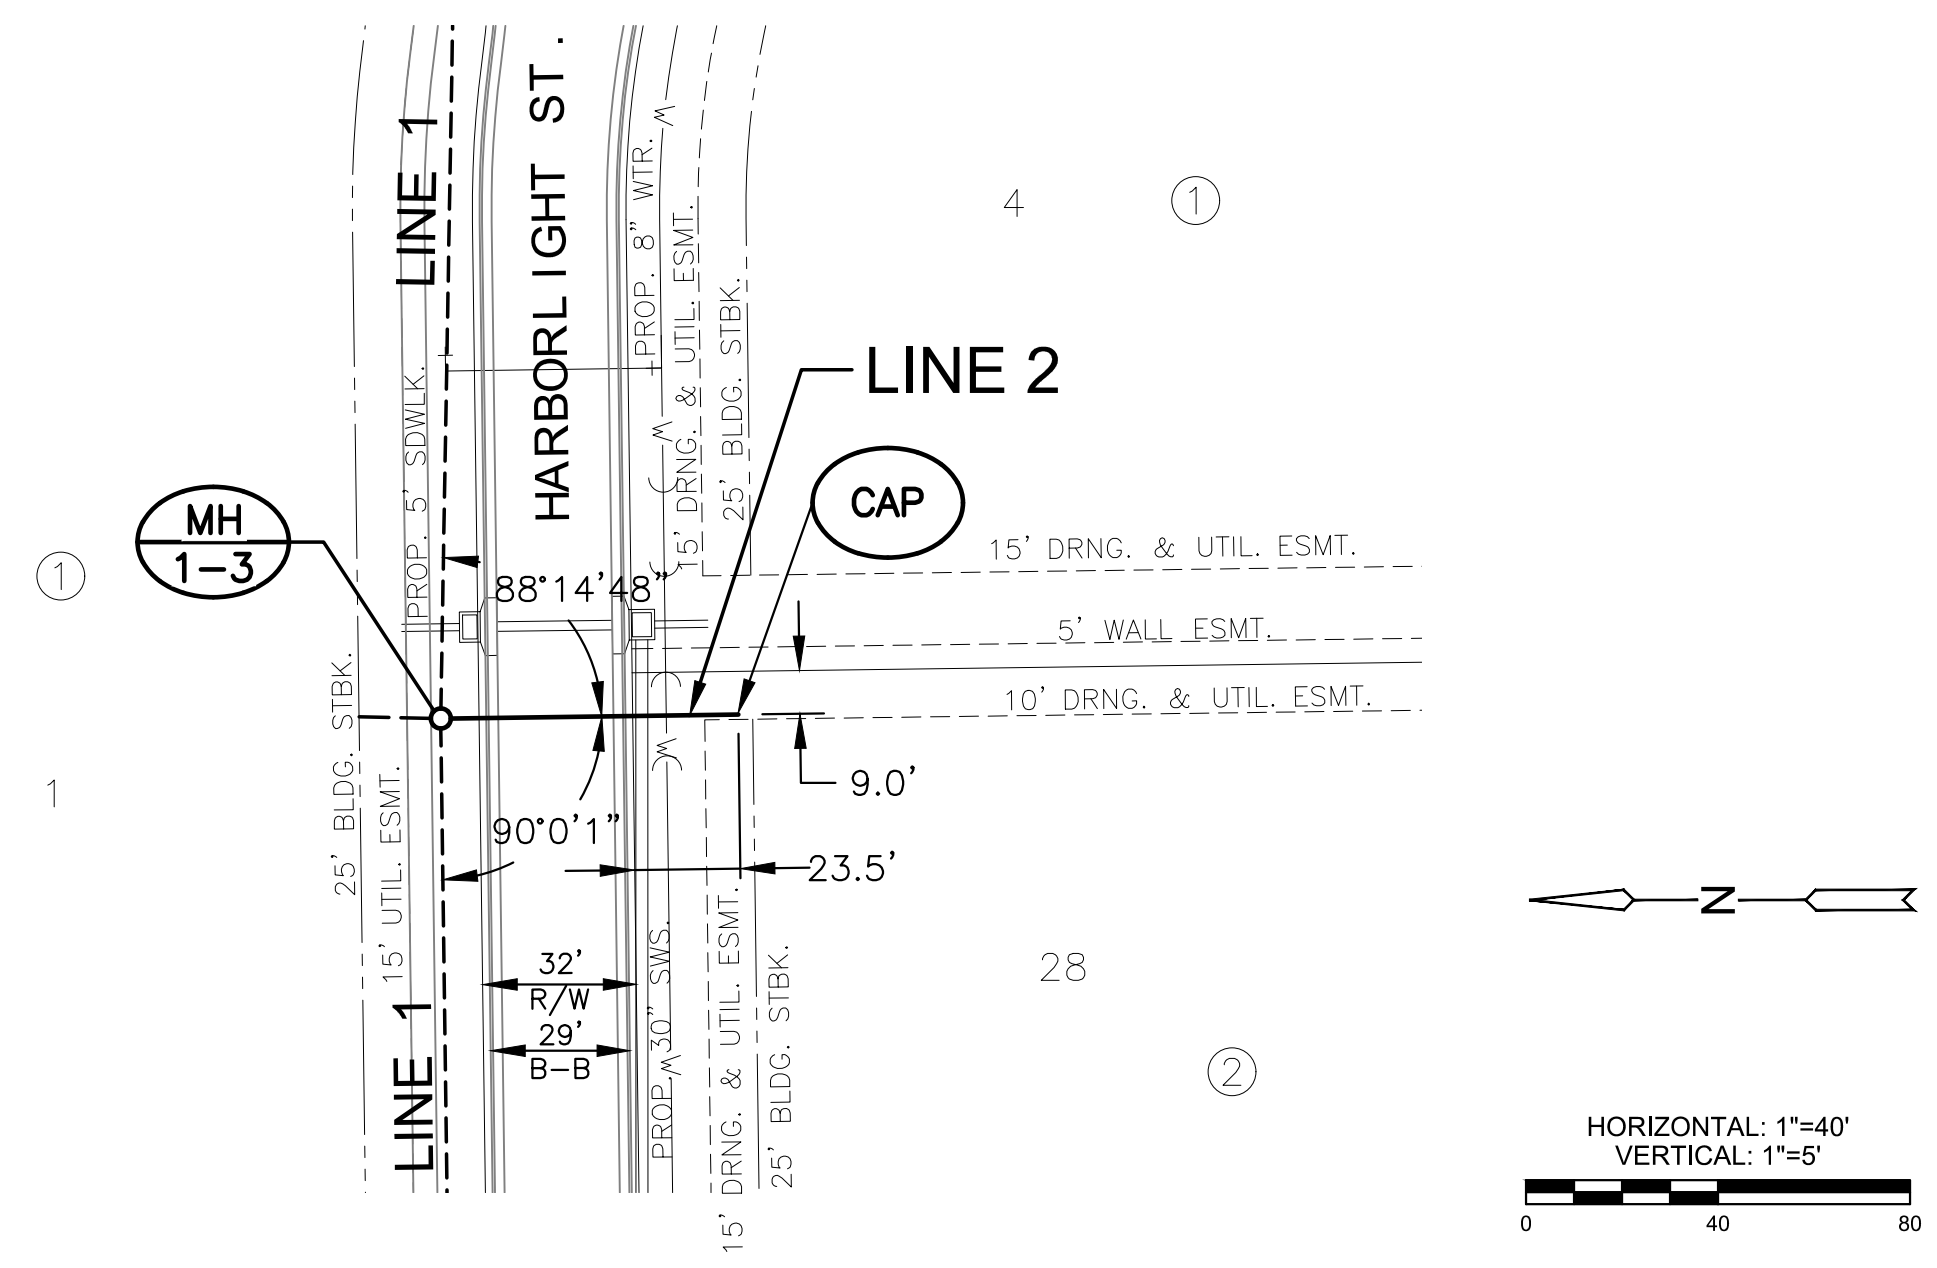 LINE 1
HARBORLIGHT ST.
PROP. 8" WTR.
W
15' DRNG. & UTIL. ESMT.
25' BLDG. STBK.
4
1
LINE 2
PROP. 5' SDWLK.
W
CAP
MH
1-3
1
88°14'48"
15' DRNG. & UTIL. ESMT.
5' WALL ESMT.
10' DRNG. & UTIL. ESMT.
25' BLDG. STBK.
15' UTIL. ESMT.
W
9.0'
1
90°0'1"
23.5'
N
LINE 1
32'
R/W
29'
B-B
PROP. 30" SWS.
W
15' DRNG. & UTIL. ESMT.
25' BLDG. STBK.
28
2
HORIZONTAL: 1"=40'
VERTICAL: 1"=5'
0 40 80